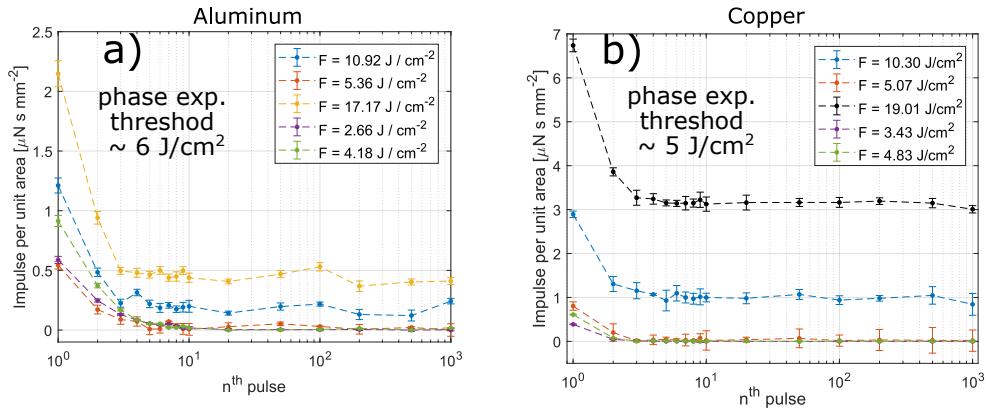 Aluminum
a)
phase exp.
threshod
~ 6 J/cm2
F = 10.92 J / cm-2
F = 5.36 J / cm-2
F = 17.17 J / cm-2
F = 2.66 J / cm-2
F = 4.18 J / cm-2
Impulse per unit area [μN s mm-2]
2.5
2
1.5
1
0.5
0
100
101
102
103
nth pulse
Copper
b)
phase exp.
threshod
~ 5 J/cm2
F = 10.30 J/cm2
F = 5.07 J/cm2
F = 19.01 J/cm2
F = 3.43 J/cm2
F = 4.83 J/cm2
Impulse per unit area [μN s mm-2]
7
6
5
4
3
2
1
0
100
101
102
103
nth pulse